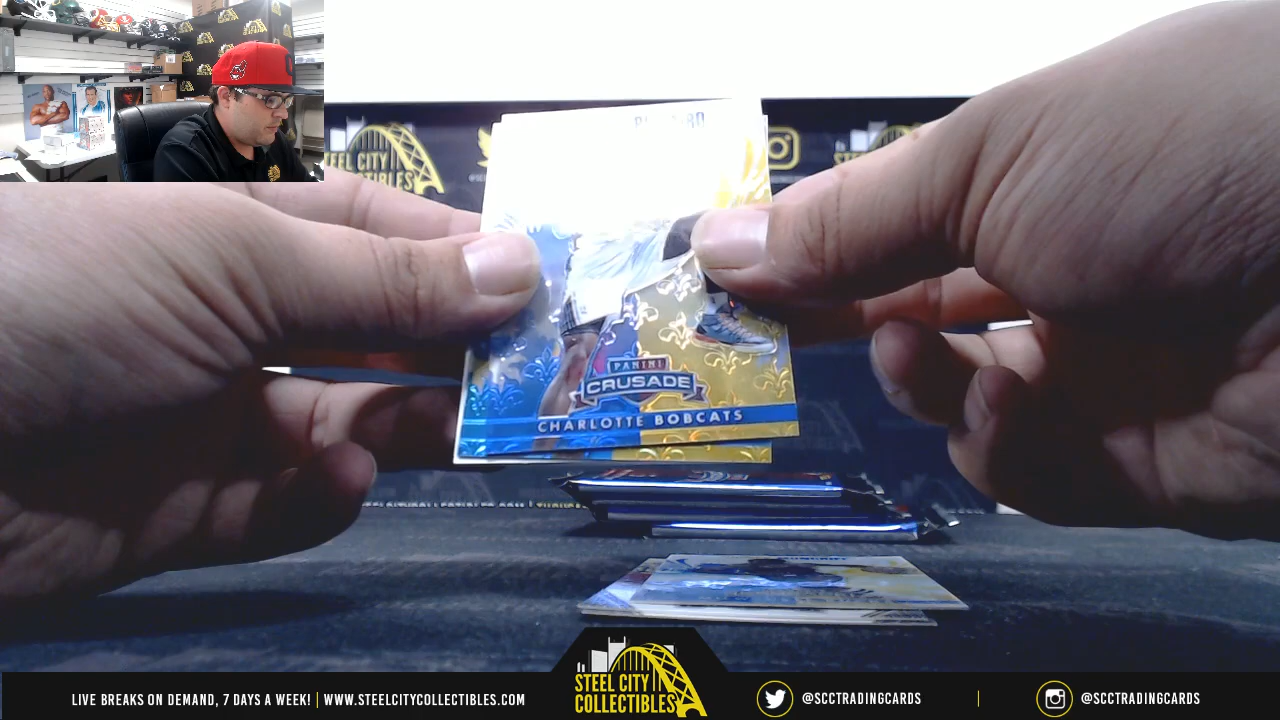 STEEL CITY
COLLECTIBLES
PANINI
CRUSADE
CHARLOTTE BOBCATS
LIVE BREAKS ON DEMAND, 7 DAYS A WEEK! | WWW.STEELCITYCOLLECTIBLES.COM
STEEL CITY
COLLECTIBLES
@SCCTRADINGCARDS
@SCCTRADINGCARDS